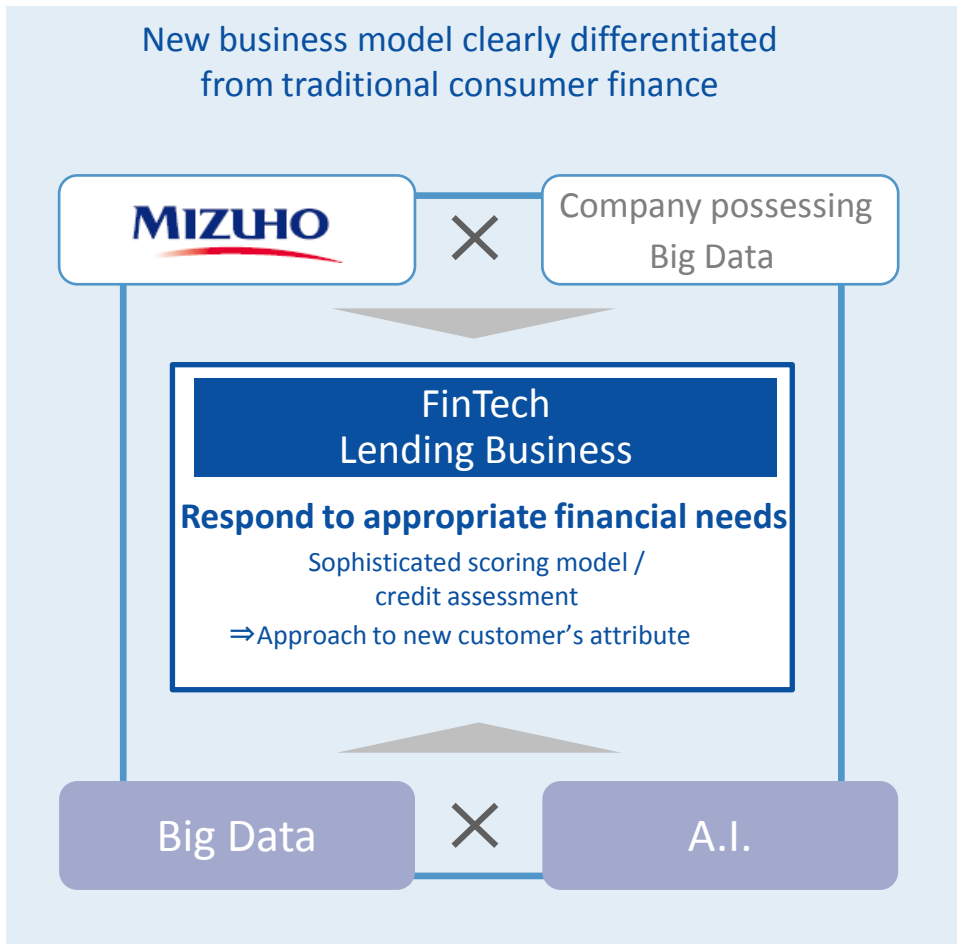 New business model clearly differentiated
from traditional consumer finance
MIZUHO
×
Company possessing
Big Data
FinTech
Lending Business
Respond to appropriate financial needs
Sophisticated scoring model /
credit assessment
⇒Approach to new customer's attribute
Big Data
×
A.I.